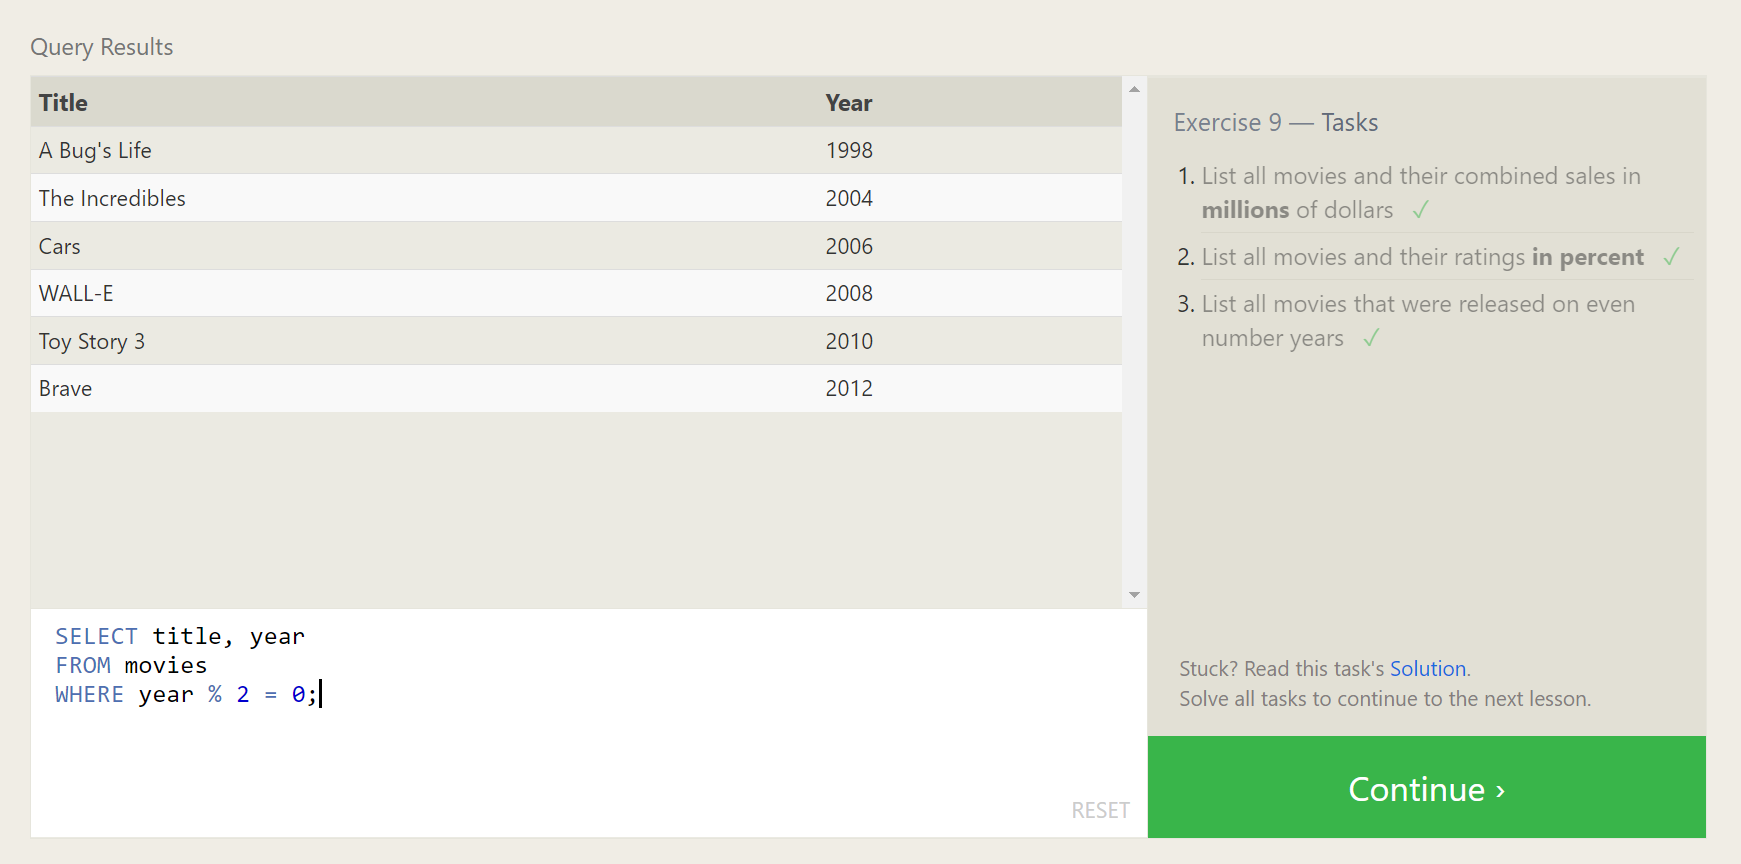 Query Results
Title Year
A Bug's Life 1998
The Incredibles 2004
Cars 2006
WALL-E 2008
Toy Story 3 2010
Brave 2012
SELECT title, year
FROM movies
WHERE year % 2 = 0;
RESET
Exercise 9 — Tasks
1. List all movies and their combined sales in
millions of dollars ✓
2. List all movies and their ratings in percent ✓
3. List all movies that were released on even
number years ✓
Stuck? Read this task's Solution.
Solve all tasks to continue to the next lesson.
Continue ›